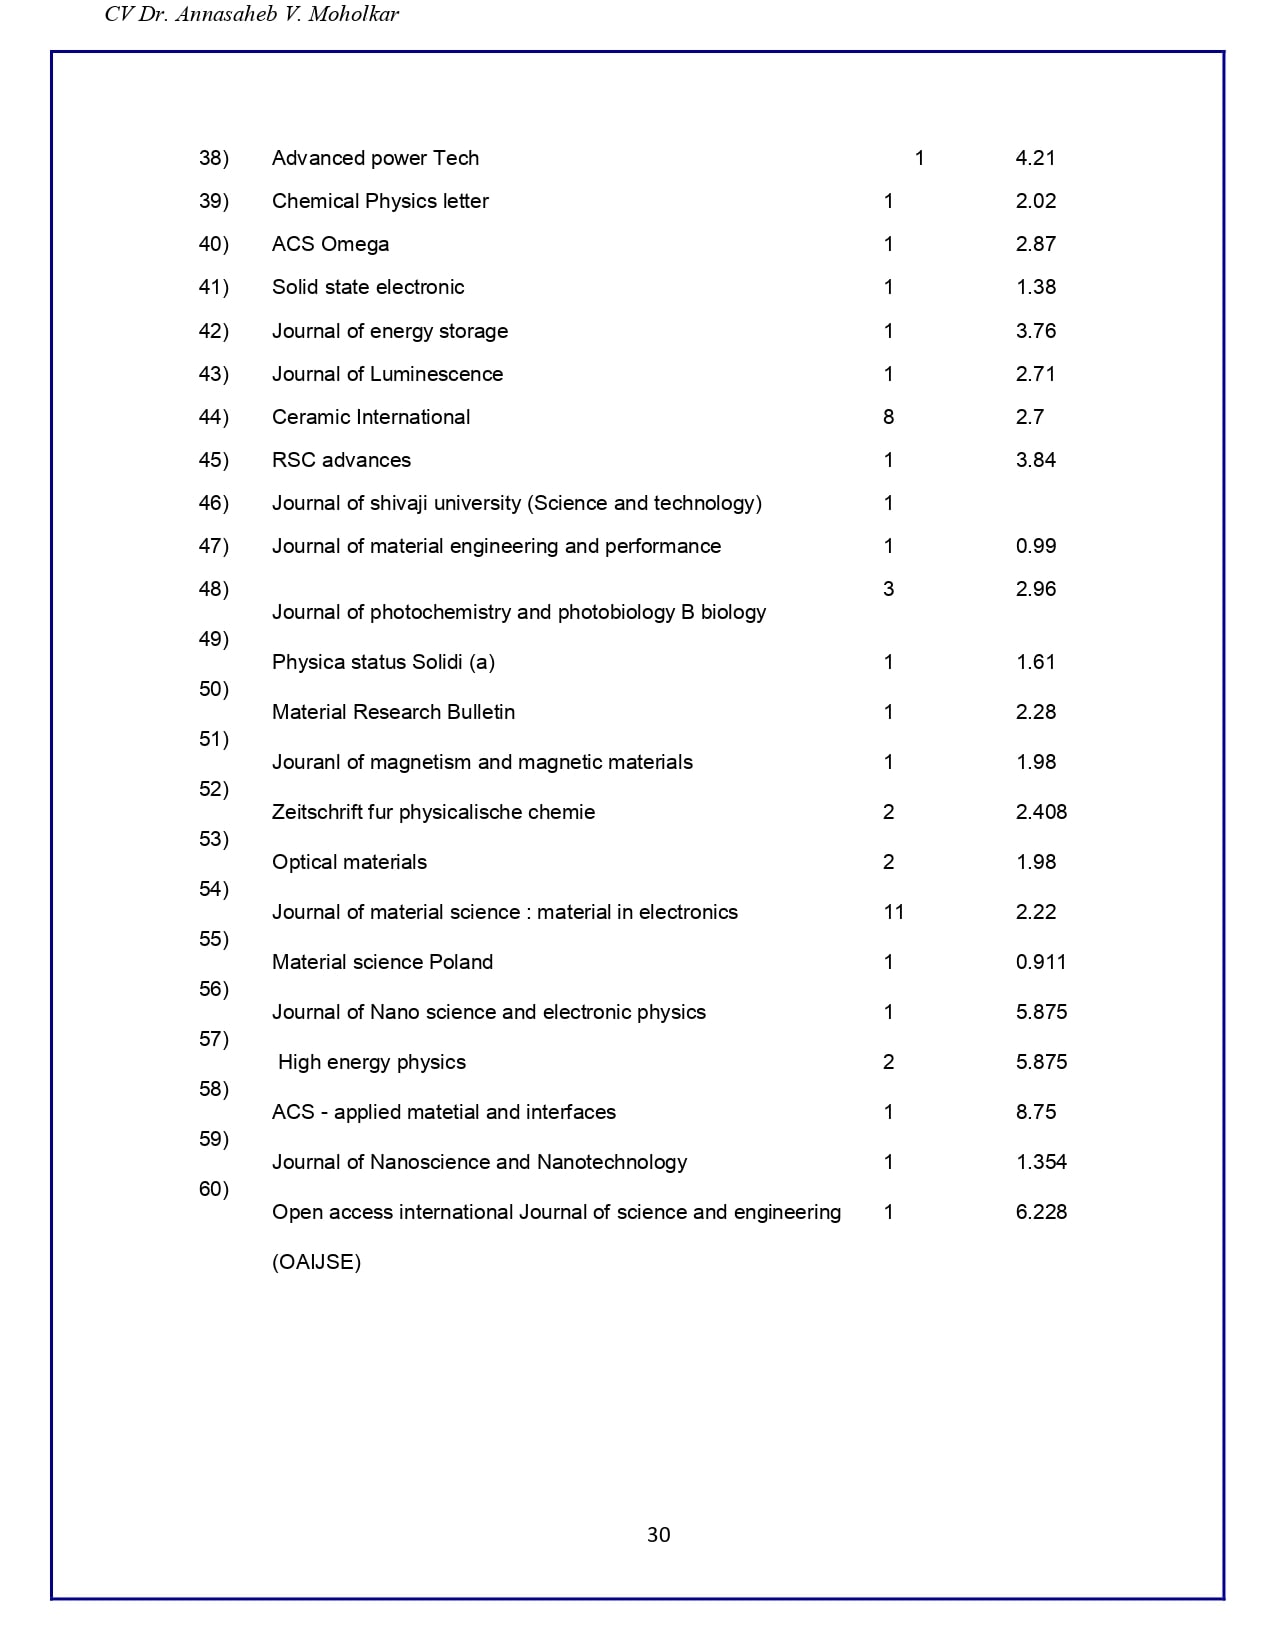 CV Dr. Annasaheb V. Moholkar
38) Advanced power Tech 1 4.21
39) Chemical Physics letter 1 2.02
40) ACS Omega 1 2.87
41) Solid state electronic 1 1.38
42) Journal of energy storage 1 3.76
43) Journal of Luminescence 1 2.71
44) Ceramic International 8 2.7
45) RSC advances 1 3.84
46) Journal of shivaji university (Science and technology) 1
47) Journal of material engineering and performance 1 0.99
48) 3 2.96
Journal of photochemistry and photobiology B biology
49)
Physica status Solidi (a) 1 1.61
50)
Material Research Bulletin 1 2.28
51)
Jouranl of magnetism and magnetic materials 1 1.98
52)
Zeitschrift fur physicalische chemie 2 2.408
53)
Optical materials 2 1.98
54)
Journal of material science : material in electronics 11 2.22
55)
Material science Poland 1 0.911
56)
Journal of Nano science and electronic physics 1 5.875
57)
High energy physics 2 5.875
58)
ACS - applied matetial and interfaces 1 8.75
59)
Journal of Nanoscience and Nanotechnology 1 1.354
60)
Open access international Journal of science and engineering 1 6.228
(OAIJSE)
30